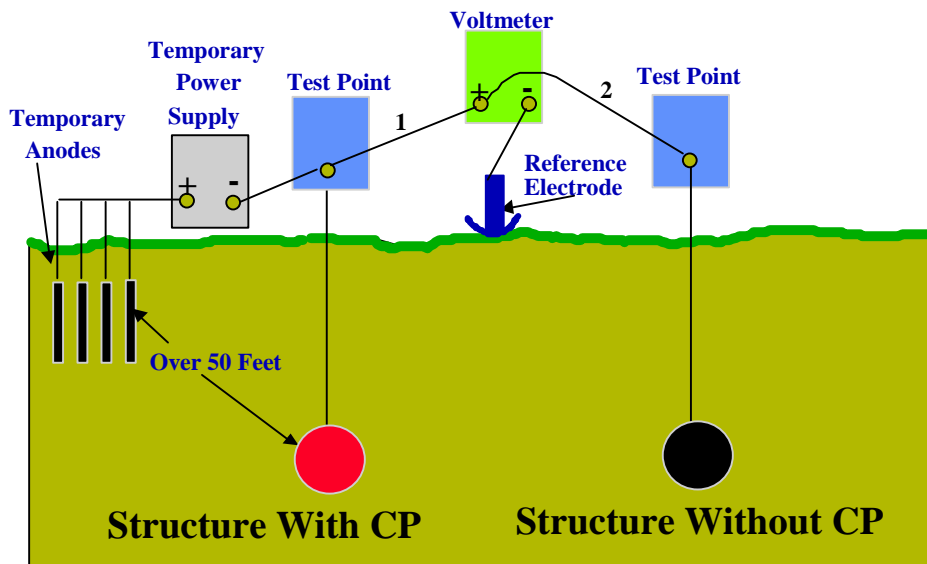 Voltmeter
Temporary
Power
Supply
Test Point
Test Point
Temporary
Anodes
+
-
1
+
-
2
Reference
Electrode
Over 50 Feet
Structure With CP
Structure Without CP